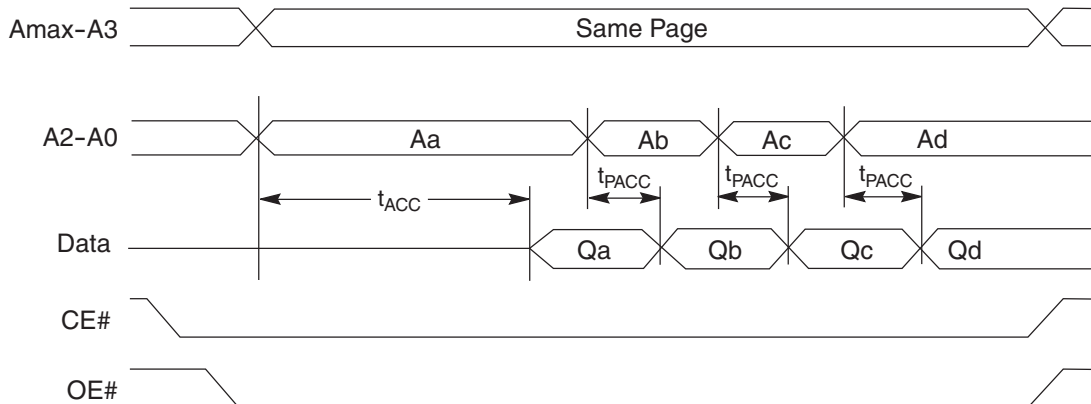 Amax-A3 Same Page
A2-A0 Aa Ab Ac Ad
tACC tPACC tPACC tPACC
Data Qa Qb Qc Qd
CE#
OE#